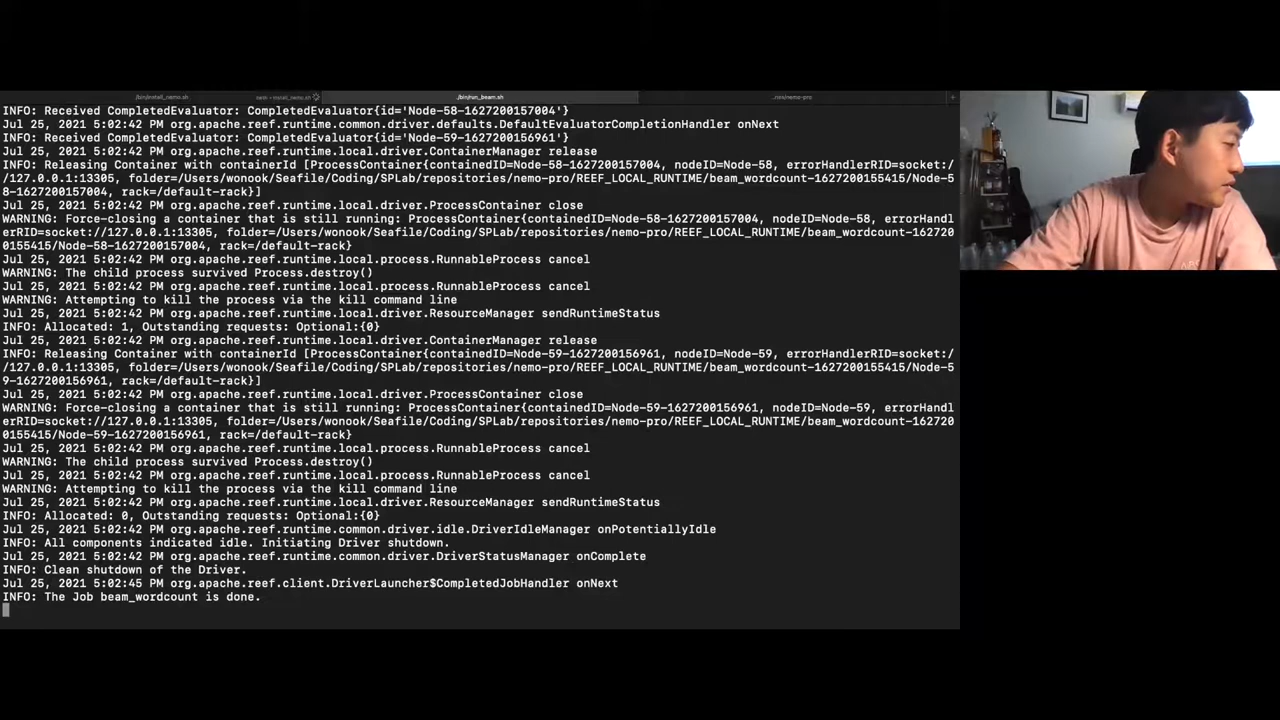 ./bin/install_nemo.sh
./bin/run_beam.sh
..rsns/nemo-pro
INFO: Received CompletedEvaluator: CompletedEvaluator{id='Node-58-1627200157004'}
Jul 25, 2021 5:02:42 PM org.apache.reef.runtime.common.driver.defaults.DefaultEvaluatorCompletionHandler onNext
INFO: Received CompletedEvaluator: CompletedEvaluator{id='Node-59-1627200156961'}
Jul 25, 2021 5:02:42 PM org.apache.reef.runtime.local.driver.ContainerManager release
INFO: Releasing Container with containerId [ProcessContainer{containedID=Node-58-1627200157004, nodeID=Node-58, errorHandlerRID=socket:/
/127.0.0.1:13305, folder=/Users/wonook/Seafile/Coding/SPLab/repositories/nemo-pro/REEF_LOCAL_RUNTIME/beam_wordcount-1627200155415/Node-5
8-1627200157004, rack=/default-rack}]
Jul 25, 2021 5:02:42 PM org.apache.reef.runtime.local.driver.ProcessContainer close
WARNING: Force-closing a container that is still running: ProcessContainer{containedID=Node-58-1627200157004, nodeID=Node-58, errorHandl
erRID=socket://127.0.0.1:13305, folder=/Users/wonook/Seafile/Coding/SPLab/repositories/nemo-pro/REEF_LOCAL_RUNTIME/beam_wordcount-162720
0155415/Node-58-1627200157004, rack=/default-rack}
Jul 25, 2021 5:02:42 PM org.apache.reef.runtime.local.process.RunnableProcess cancel
WARNING: The child process survived Process.destroy()
Jul 25, 2021 5:02:42 PM org.apache.reef.runtime.local.process.RunnableProcess cancel
WARNING: Attempting to kill the process via the kill command line
Jul 25, 2021 5:02:42 PM org.apache.reef.runtime.local.driver.ResourceManager sendRuntimeStatus
INFO: Allocated: 1, Outstanding requests: Optional:{0}
Jul 25, 2021 5:02:42 PM org.apache.reef.runtime.local.driver.ContainerManager release
INFO: Releasing Container with containerId [ProcessContainer{containedID=Node-59-1627200156961, nodeID=Node-59, errorHandlerRID=socket:/
/127.0.0.1:13305, folder=/Users/wonook/Seafile/Coding/SPLab/repositories/nemo-pro/REEF_LOCAL_RUNTIME/beam_wordcount-1627200155415/Node-5
9-1627200156961, rack=/default-rack}]
Jul 25, 2021 5:02:42 PM org.apache.reef.runtime.local.driver.ProcessContainer close
WARNING: Force-closing a container that is still running: ProcessContainer{containedID=Node-59-1627200156961, nodeID=Node-59, errorHandl
erRID=socket://127.0.0.1:13305, folder=/Users/wonook/Seafile/Coding/SPLab/repositories/nemo-pro/REEF_LOCAL_RUNTIME/beam_wordcount-162720
0155415/Node-59-1627200156961, rack=/default-rack}
Jul 25, 2021 5:02:42 PM org.apache.reef.runtime.local.process.RunnableProcess cancel
WARNING: The child process survived Process.destroy()
Jul 25, 2021 5:02:42 PM org.apache.reef.runtime.local.process.RunnableProcess cancel
WARNING: Attempting to kill the process via the kill command line
Jul 25, 2021 5:02:42 PM org.apache.reef.runtime.local.driver.ResourceManager sendRuntimeStatus
INFO: Allocated: 0, Outstanding requests: Optional:{0}
Jul 25, 2021 5:02:42 PM org.apache.reef.runtime.common.driver.idle.DriverIdleManager onPotentiallyIdle
INFO: All components indicated idle. Initiating Driver shutdown.
Jul 25, 2021 5:02:42 PM org.apache.reef.runtime.common.driver.DriverStatusManager onComplete
INFO: Clean shutdown of the Driver.
Jul 25, 2021 5:02:45 PM org.apache.reef.client.DriverLauncher$CompletedJobHandler onNext
INFO: The Job beam_wordcount is done.